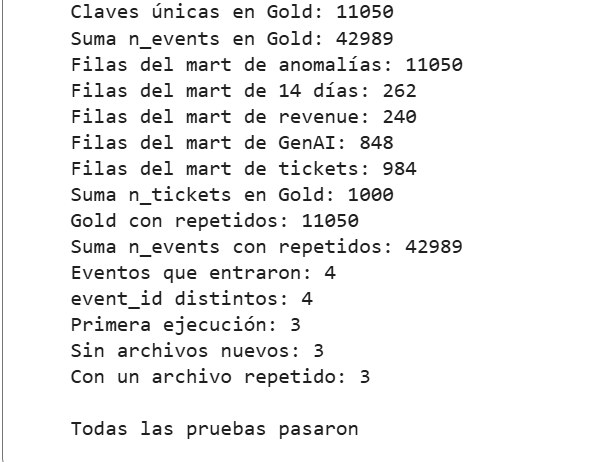 Claves únicas en Gold: 11050
Suma n_events en Gold: 42989
Filas del mart de anomalías: 11050
Filas del mart de 14 días: 262
Filas del mart de revenue: 240
Filas del mart de GenAI: 848
Filas del mart de tickets: 984
Suma n_tickets en Gold: 1000
Gold con repetidos: 11050
Suma n_events con repetidos: 42989
Eventos que entraron: 4
event_id distintos: 4
Primera ejecución: 3
Sin archivos nuevos: 3
Con un archivo repetido: 3
Todas las pruebas pasaron